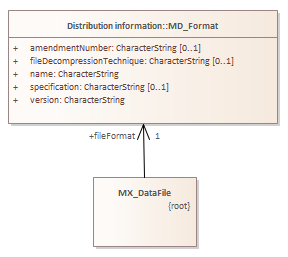 Distribution information::MD_Format
+ amendmentNumber: CharacterString [0..1]
+ fileDecompressionTechnique: CharacterString [0..1]
+ name: CharacterString
+ specification: CharacterString [0..1]
+ version: CharacterString
+fileFormat 1
MX_DataFile
{root}